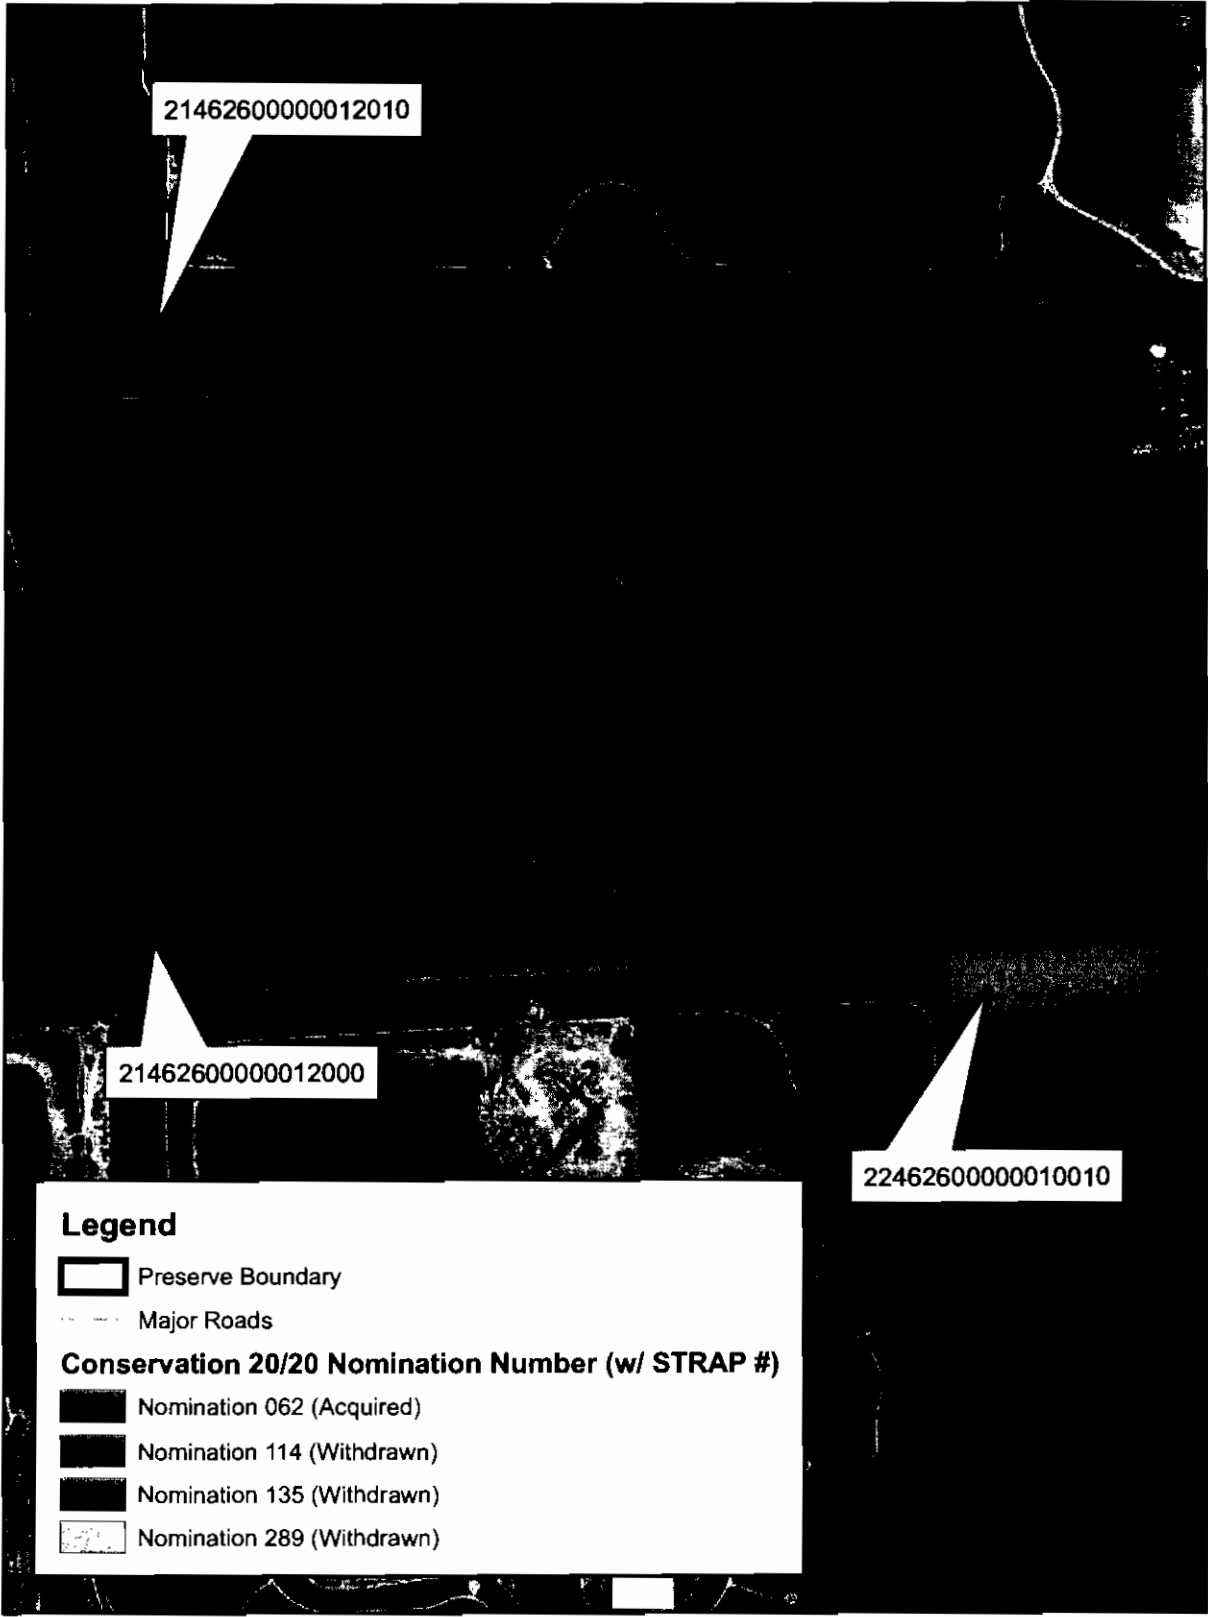 21462600000012010
21462600000012000
22462600000010010
Legend
Preserve Boundary
Major Roads
Conservation 20/20 Nomination Number (w/ STRAP #)
Nomination 062 (Acquired)
Nomination 114 (Withdrawn)
Nomination 135 (Withdrawn)
Nomination 289 (Withdrawn)